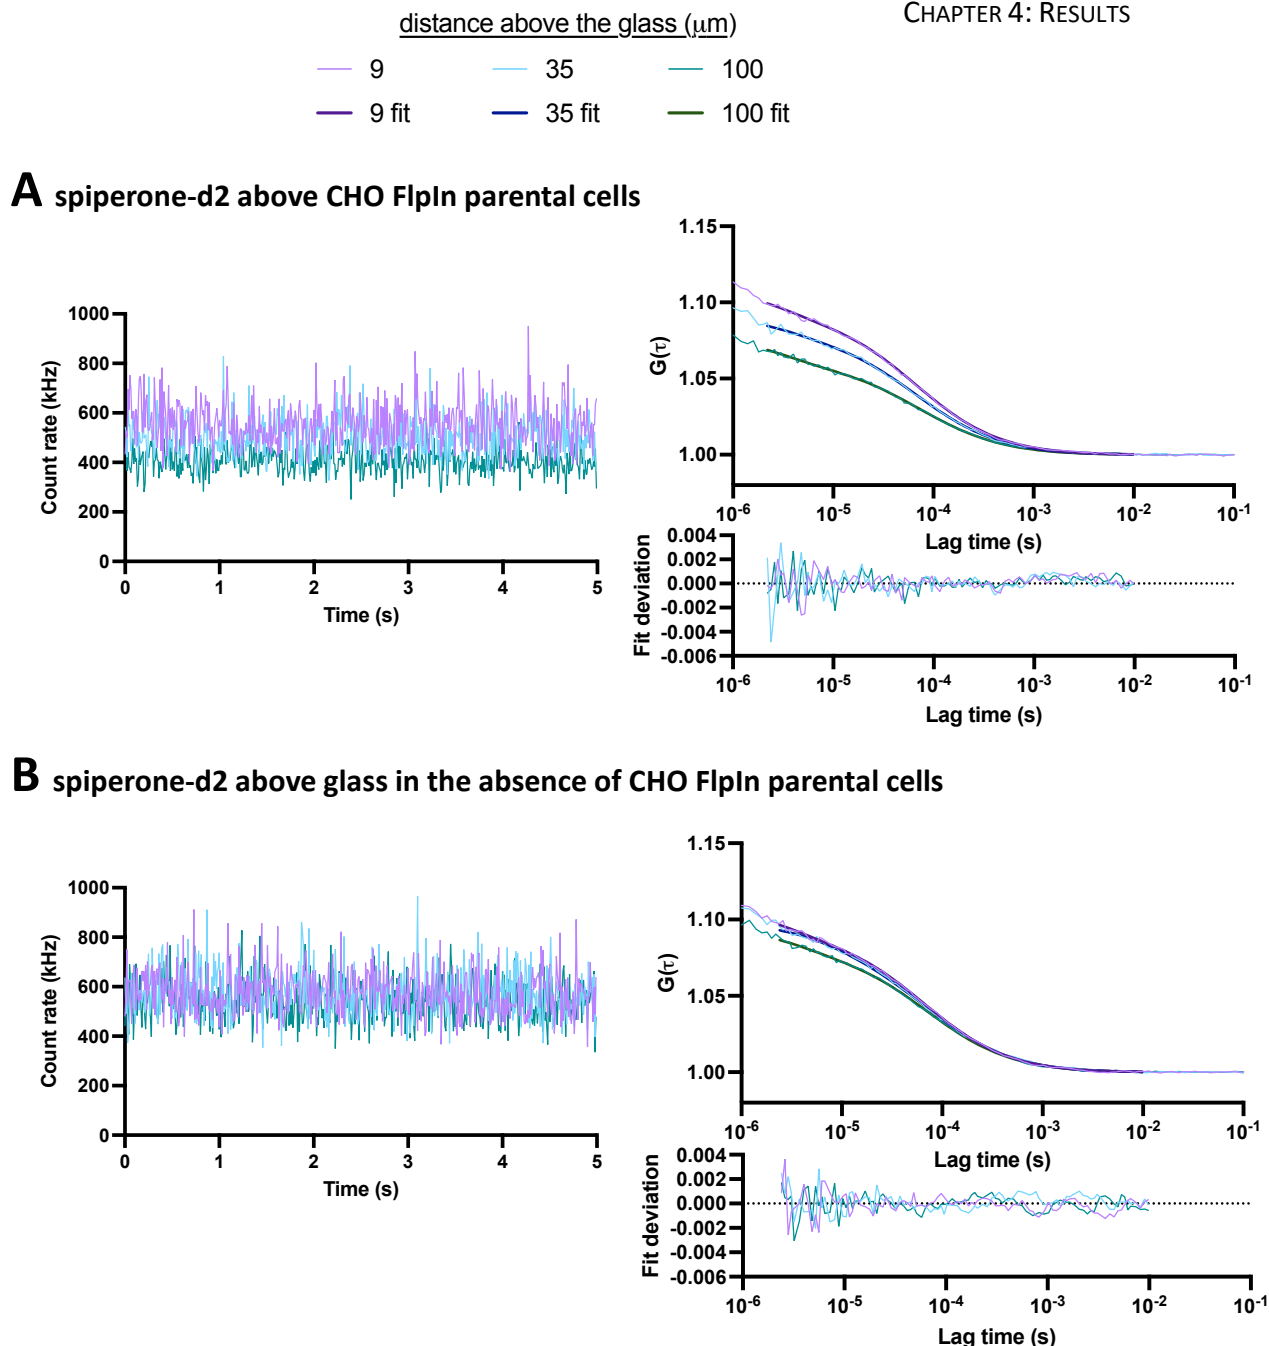 CHAPTER 4: RESULTS
distance above the glass (μm)
9 35 100
9 fit 35 fit 100 fit
A spiperone-d2 above CHO FlpIn parental cells
1000
800
600
400
200
0
Count rate (kHz)
0 1 2 3 4 5
Time (s)
1.15
1.10
1.05
1.00
G(τ)
10-6 10-5 10-4 10-3 10-2 10-1
Lag time (s)
0.004
0.002
0.000
-0.002
-0.004
-0.006
Fit deviation
10-6 10-5 10-4 10-3 10-2 10-1
Lag time (s)
B spiperone-d2 above glass in the absence of CHO FlpIn parental cells
1000
800
600
400
200
0
Count rate (kHz)
0 1 2 3 4 5
Time (s)
1.15
1.10
1.05
1.00
G(τ)
10-6 10-5 10-4 10-3 10-2 10-1
Lag time (s)
0.004
0.002
0.000
-0.002
-0.004
-0.006
Fit deviation
10-6 10-5 10-4 10-3 10-2 10-1
Lag time (s)